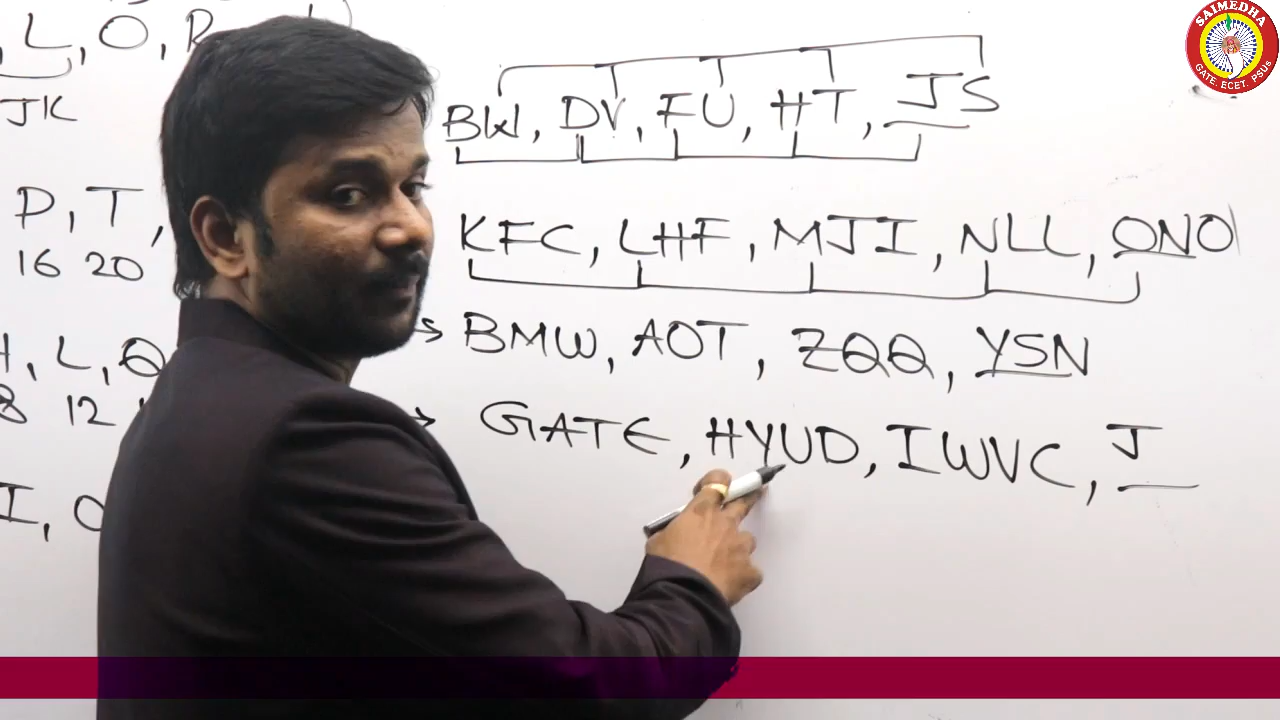 , L, O, R
JK
BW, DV, FU, HT, JS
P, T,
16 20
KFC, LHF, MJI, NLL, ONO
H, L, Q
8 12
BMW, AOT, ZQQ, YSN
GATE, HYUD, IWVC, J
I, O
SAIMEDHA
GATE. ECET. PSUs